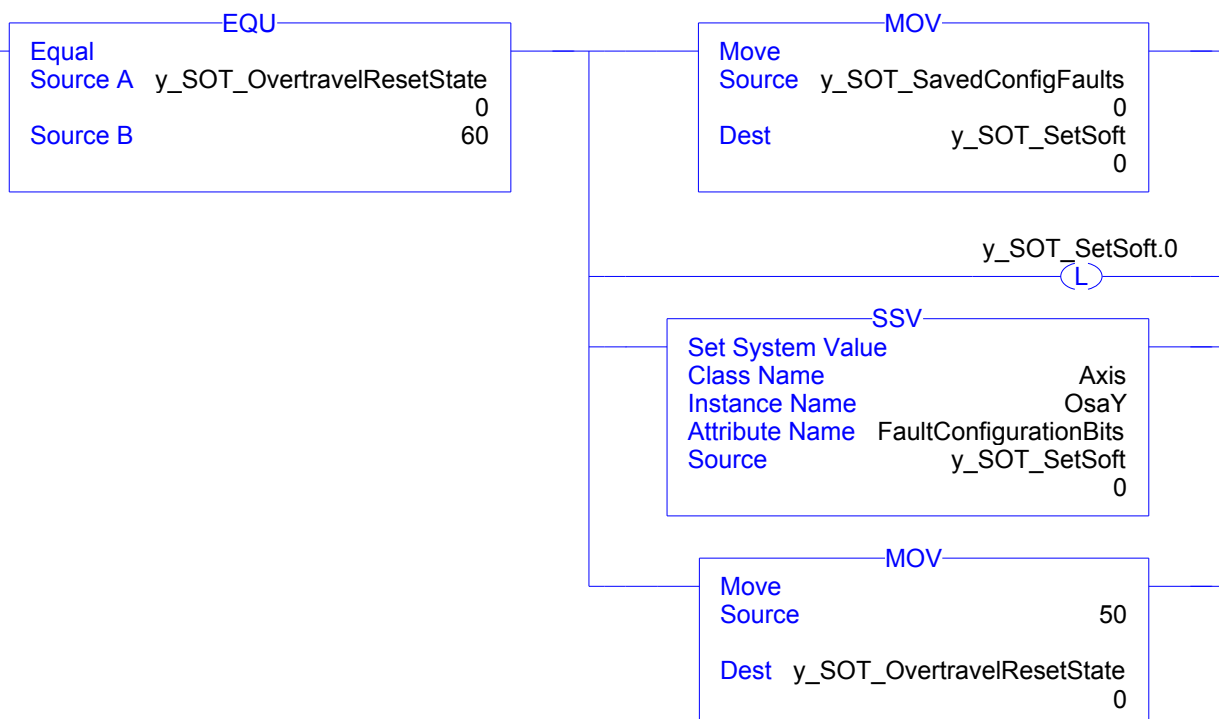 EQU
Equal
Source A y_SOT_OvertravelResetState
0
Source B 60
MOV
Move
Source y_SOT_SavedConfigFaults
0
Dest y_SOT_SetSoft
0
y_SOT_SetSoft.0
L
SSV
Set System Value
Class Name Axis
Instance Name OsaY
Attribute Name FaultConfigurationBits
Source y_SOT_SetSoft
0
MOV
Move
Source 50
Dest y_SOT_OvertravelResetState
0